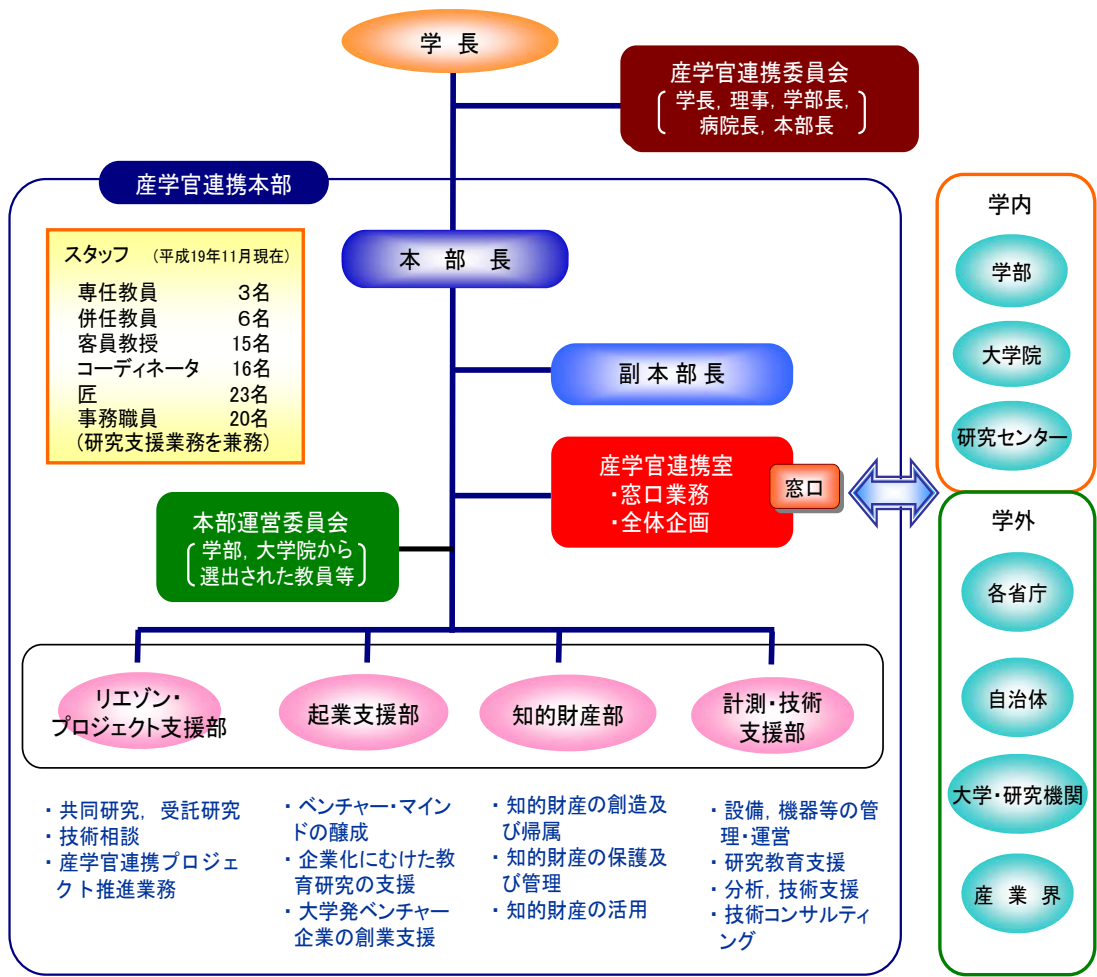 学 長
産学官連携委員会
学長, 理事, 学部長,
病院長, 本部長
産学官連携本部
スタッフ (平成19年11月現在)
専任教員 3名
併任教員 6名
客員教授 15名
コーディネータ 16名
匠 23名
事務職員 20名
(研究支援業務を兼務)
本 部 長
副 本 部 長
産学官連携室
・窓口業務
・全体企画
窓口
本部運営委員会
学部, 大学院から
選出された教員等
リエゾン・
プロジェクト支援部
起業支援部
知的財産部
計測・技術
支援部
・共同研究, 受託研究
・技術相談
・産学官連携プロジェ
クト推進業務
・ベンチャー・マイン
ドの醸成
・企業化にむけた教
育研究の支援
・大学発ベンチャー
企業の創業支援
・知的財産の創造及
び帰属
・知的財産の保護及
び管理
・知的財産の活用
・設備, 機器等の管
理・運営
・研究教育支援
・分析, 技術支援
・技術コンサルティ
ング
学内
学部
大学院
研究センター
学外
各省庁
自治体
大学・研究機関
産 業 界